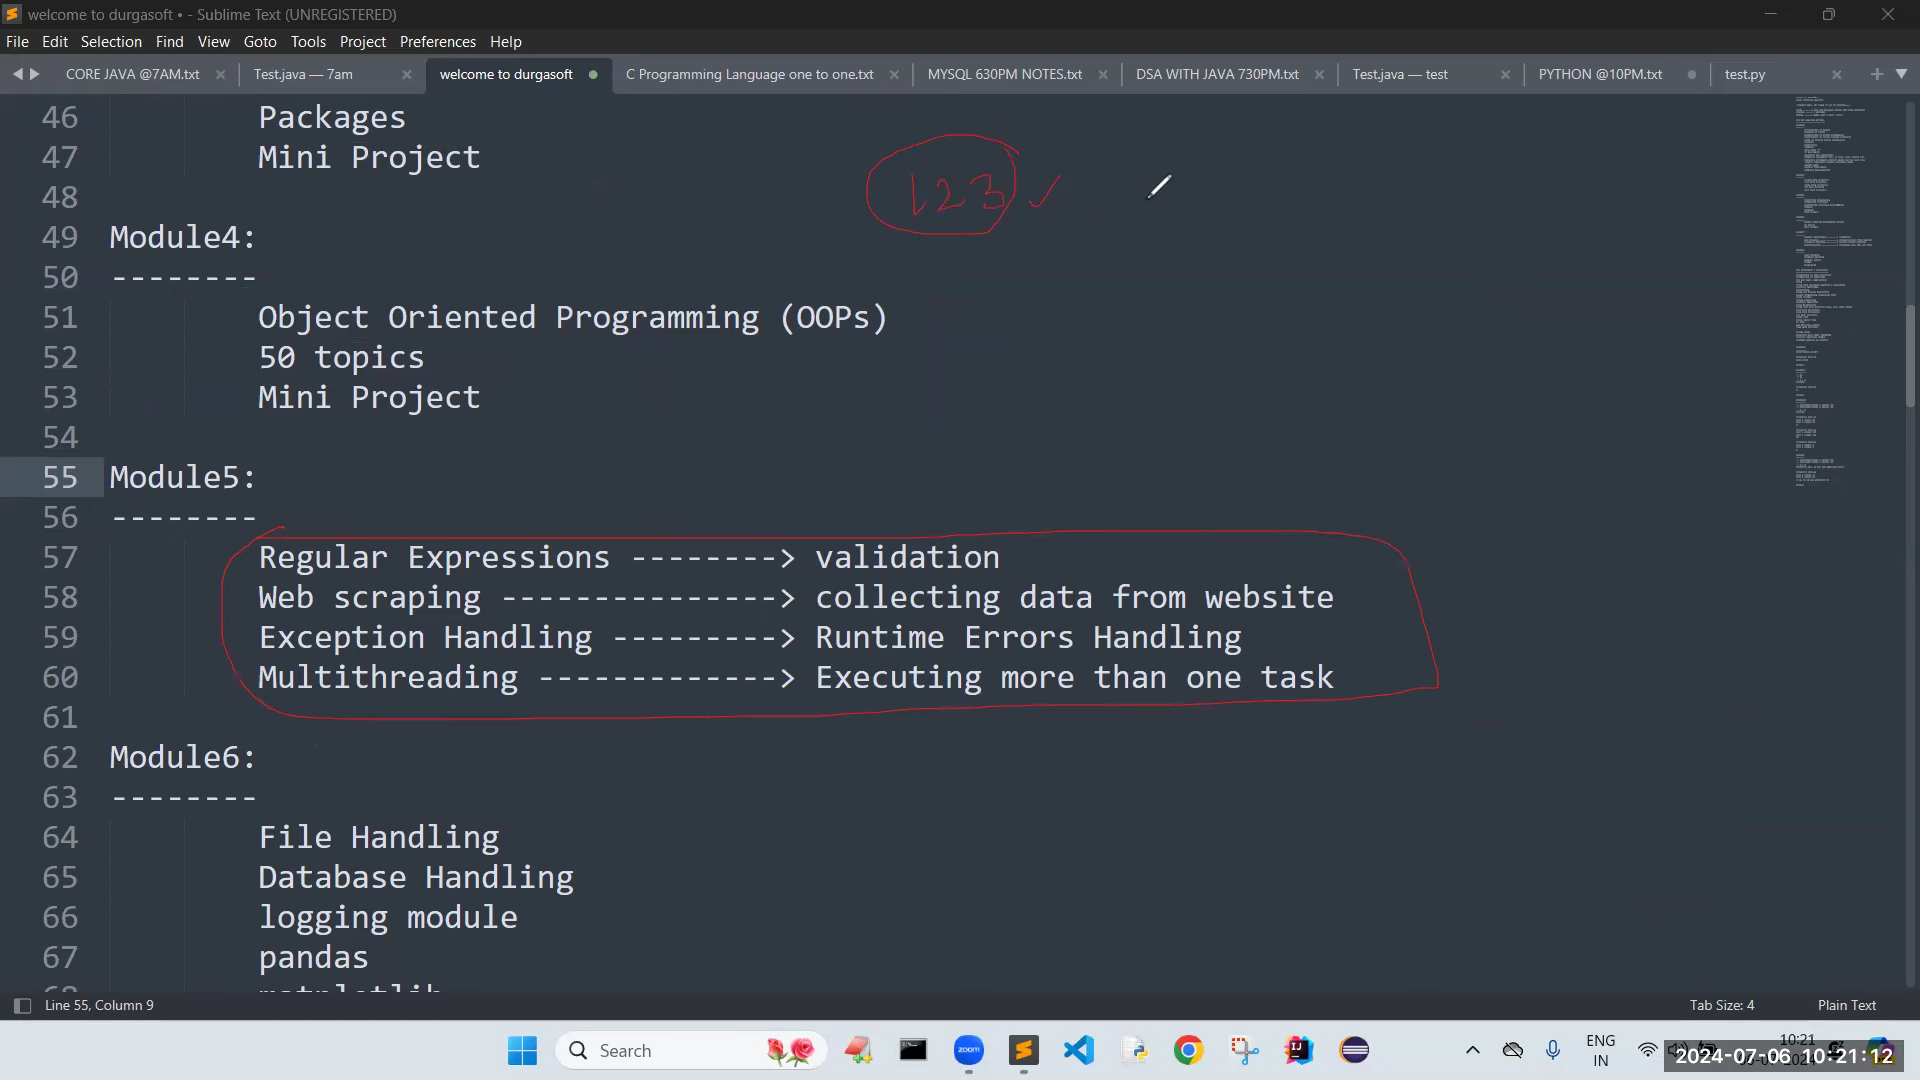 welcome to durgasoft • - Sublime Text (UNREGISTERED)
File Edit Selection Find View Goto Tools Project Preferences Help
CORE JAVA @7AM.txt Test.java — 7am welcome to durgasoft C Programming Language one to one.txt MYSQL 630PM NOTES.txt DSA WITH JAVA 730PM.txt Test.java — test PYTHON @10PM.txt test.py
46 Packages
47 Mini Project
48
123 ✓
49 Module4:
50 --------
51 Object Oriented Programming (OOPs)
52 50 topics
53 Mini Project
54
55 Module5:
56 --------
57 Regular Expressions --------> validation
58 Web scraping ---------------> collecting data from website
59 Exception Handling ---------> Runtime Errors Handling
60 Multithreading -------------> Executing more than one task
61
62 Module6:
63 --------
64 File Handling
65 Database Handling
66 logging module
67 pandas
68 matplotlib
Line 55, Column 9 Tab Size: 4 Plain Text
Search zoom ENG 10:21
IN 2024-07-06 10:21:12